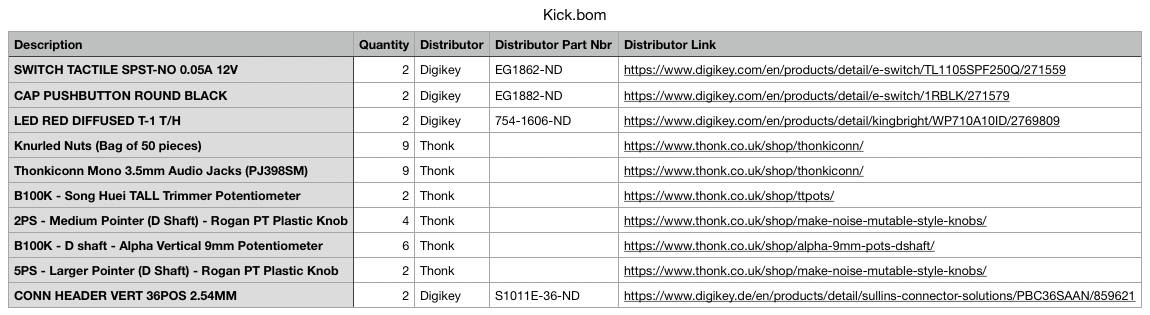 Kick.bom
Description Quantity Distributor Distributor Part Nbr Distributor Link
SWITCH TACTILE SPST-NO 0.05A 12V 2 Digikey EG1862-ND https://www.digikey.com/en/products/detail/e-switch/TL1105SPF250Q/271559
CAP PUSHBUTTON ROUND BLACK 2 Digikey EG1882-ND https://www.digikey.com/en/products/detail/e-switch/1RBLK/271579
LED RED DIFFUSED T-1 T/H 2 Digikey 754-1606-ND https://www.digikey.com/en/products/detail/kingbright/WP710A10ID/2769809
Knurled Nuts (Bag of 50 pieces) 9 Thonk https://www.thonk.co.uk/shop/thonkiconn/
Thonkiconn Mono 3.5mm Audio Jacks (PJ398SM) 9 Thonk https://www.thonk.co.uk/shop/thonkiconn/
B100K - Song Huei TALL Trimmer Potentiometer 2 Thonk https://www.thonk.co.uk/shop/ttpots/
2PS - Medium Pointer (D Shaft) - Rogan PT Plastic Knob 4 Thonk https://www.thonk.co.uk/shop/make-noise-mutable-style-knobs/
B100K - D shaft - Alpha Vertical 9mm Potentiometer 6 Thonk https://www.thonk.co.uk/shop/alpha-9mm-pots-dshaft/
5PS - Larger Pointer (D Shaft) - Rogan PT Plastic Knob 2 Thonk https://www.thonk.co.uk/shop/make-noise-mutable-style-knobs/
CONN HEADER VERT 36POS 2.54MM 2 Digikey S1011E-36-ND https://www.digikey.de/en/products/detail/sullins-connector-solutions/PBC36SAAN/859621